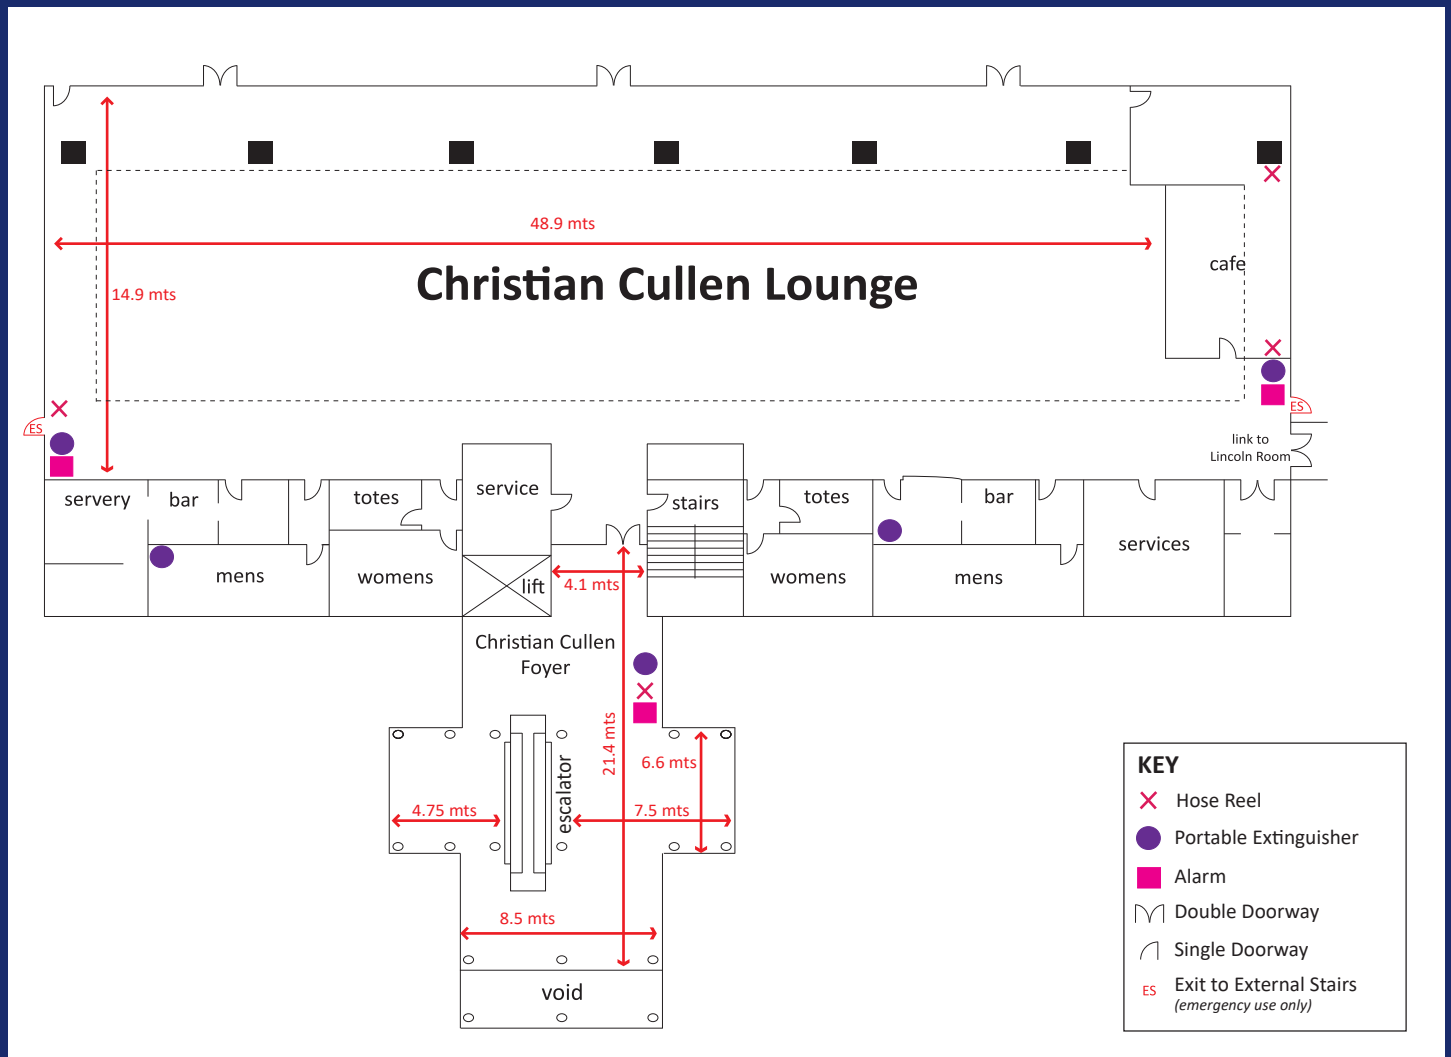 48.9 mts
Christian Cullen Lounge
14.9 mts
cafe
ES
ES
link to
Lincoln Room
servery
bar
totes
service
stairs
totes
bar
services
mens
womens
lift
4.1 mts
womens
mens
Christian Cullen
Foyer
21.4 mts
6.6 mts
escalator
4.75 mts
7.5 mts
8.5 mts
void
KEY
Hose Reel
Portable Extinguisher
Alarm
Double Doorway
Single Doorway
ES Exit to External Stairs
(emergency use only)